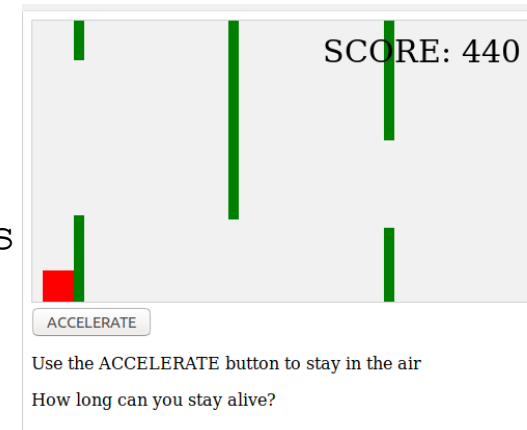 SCORE: 440
s
ACCELERATE
Use the ACCELERATE button to stay in the air
How long can you stay alive?